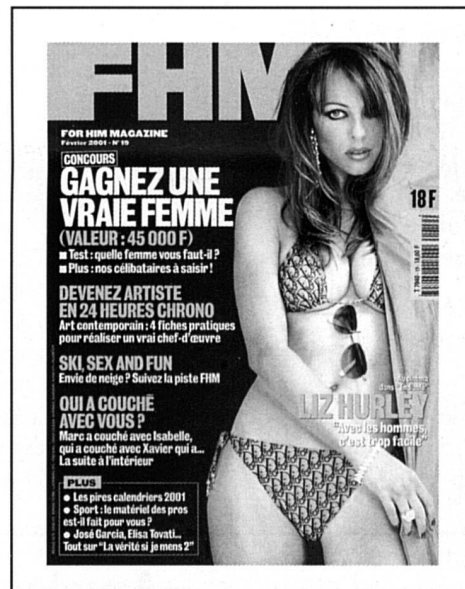 FHM
FOR HIM MAGAZINE
Février 2001 - N° 19
CONCOURS
GAGNEZ UNE
VRAIE FEMME
(VALEUR : 45 000 F)
■ Test : quelle femme vous faut-il ?
■ Plus : nos célibataires à saisir !
DEVENEZ ARTISTE
EN 24 HEURES CHRONO
Art contemporain : 4 fiches pratiques
pour réaliser un vrai chef-d'œuvre
SKI, SEX AND FUN
Envie de neige ? Suivez la piste FHM
QUI A COUCHÉ
AVEC VOUS ?
Marc a couché avec Isabelle,
qui a couché avec Xavier qui a...
La suite à l'intérieur
PLUS
● Les pires calendriers 2001
● Sport : le matériel des pros
est-il fait pour vous ?
● José Garcia, Elisa Tovati...
Tout sur "La vérité si je mens 2"
18 F
dans
LIZ HURLEY
"Avec les hommes,
c'est trop facile"